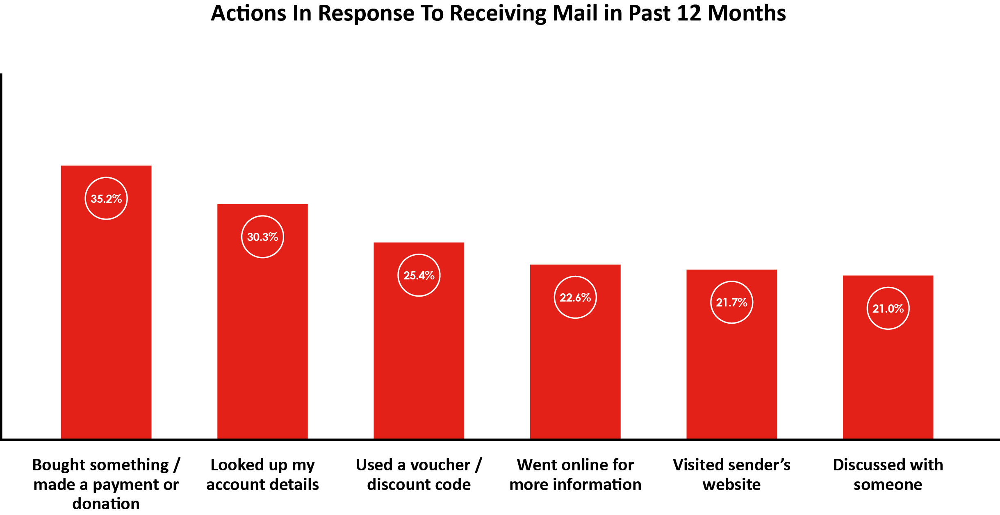 Actions In Response To Receiving Mail in Past 12 Months
35.2%
30.3%
25.4%
22.6%
21.7%
21.0%
Bought something /
made a payment or
donation
Looked up my
account details
Used a voucher /
discount code
Went online for
more information
Visited sender’s
website
Discussed with
someone